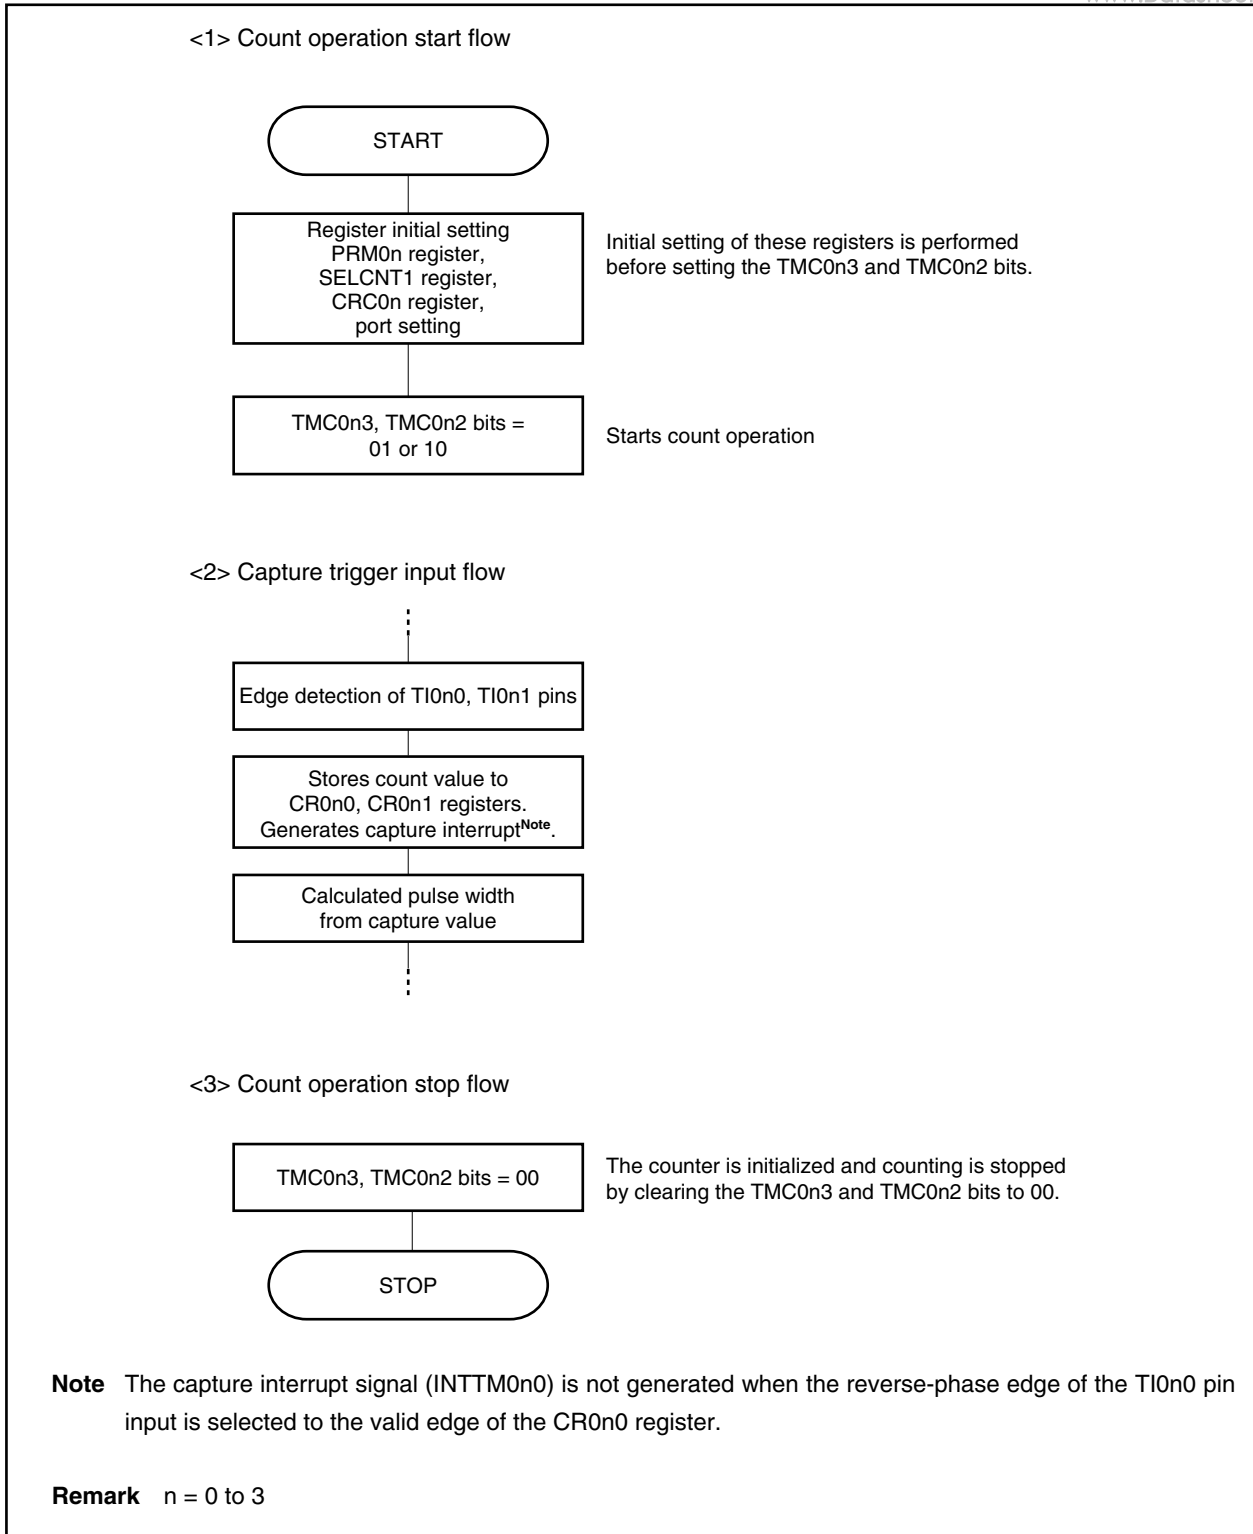 <1> Count operation start flow
START
Register initial setting
PRM0n register,
SELCNT1 register,
CRC0n register,
port setting
Initial setting of these registers is performed
before setting the TMC0n3 and TMC0n2 bits.
TMC0n3, TMC0n2 bits =
01 or 10
Starts count operation
<2> Capture trigger input flow
Edge detection of TI0n0, TI0n1 pins
Stores count value to
CR0n0, CR0n1 registers.
Generates capture interruptNote.
Calculated pulse width
from capture value
<3> Count operation stop flow
TMC0n3, TMC0n2 bits = 00
The counter is initialized and counting is stopped
by clearing the TMC0n3 and TMC0n2 bits to 00.
STOP
Note The capture interrupt signal (INTTM0n0) is not generated when the reverse-phase edge of the TI0n0 pin
input is selected to the valid edge of the CR0n0 register.
Remark n = 0 to 3